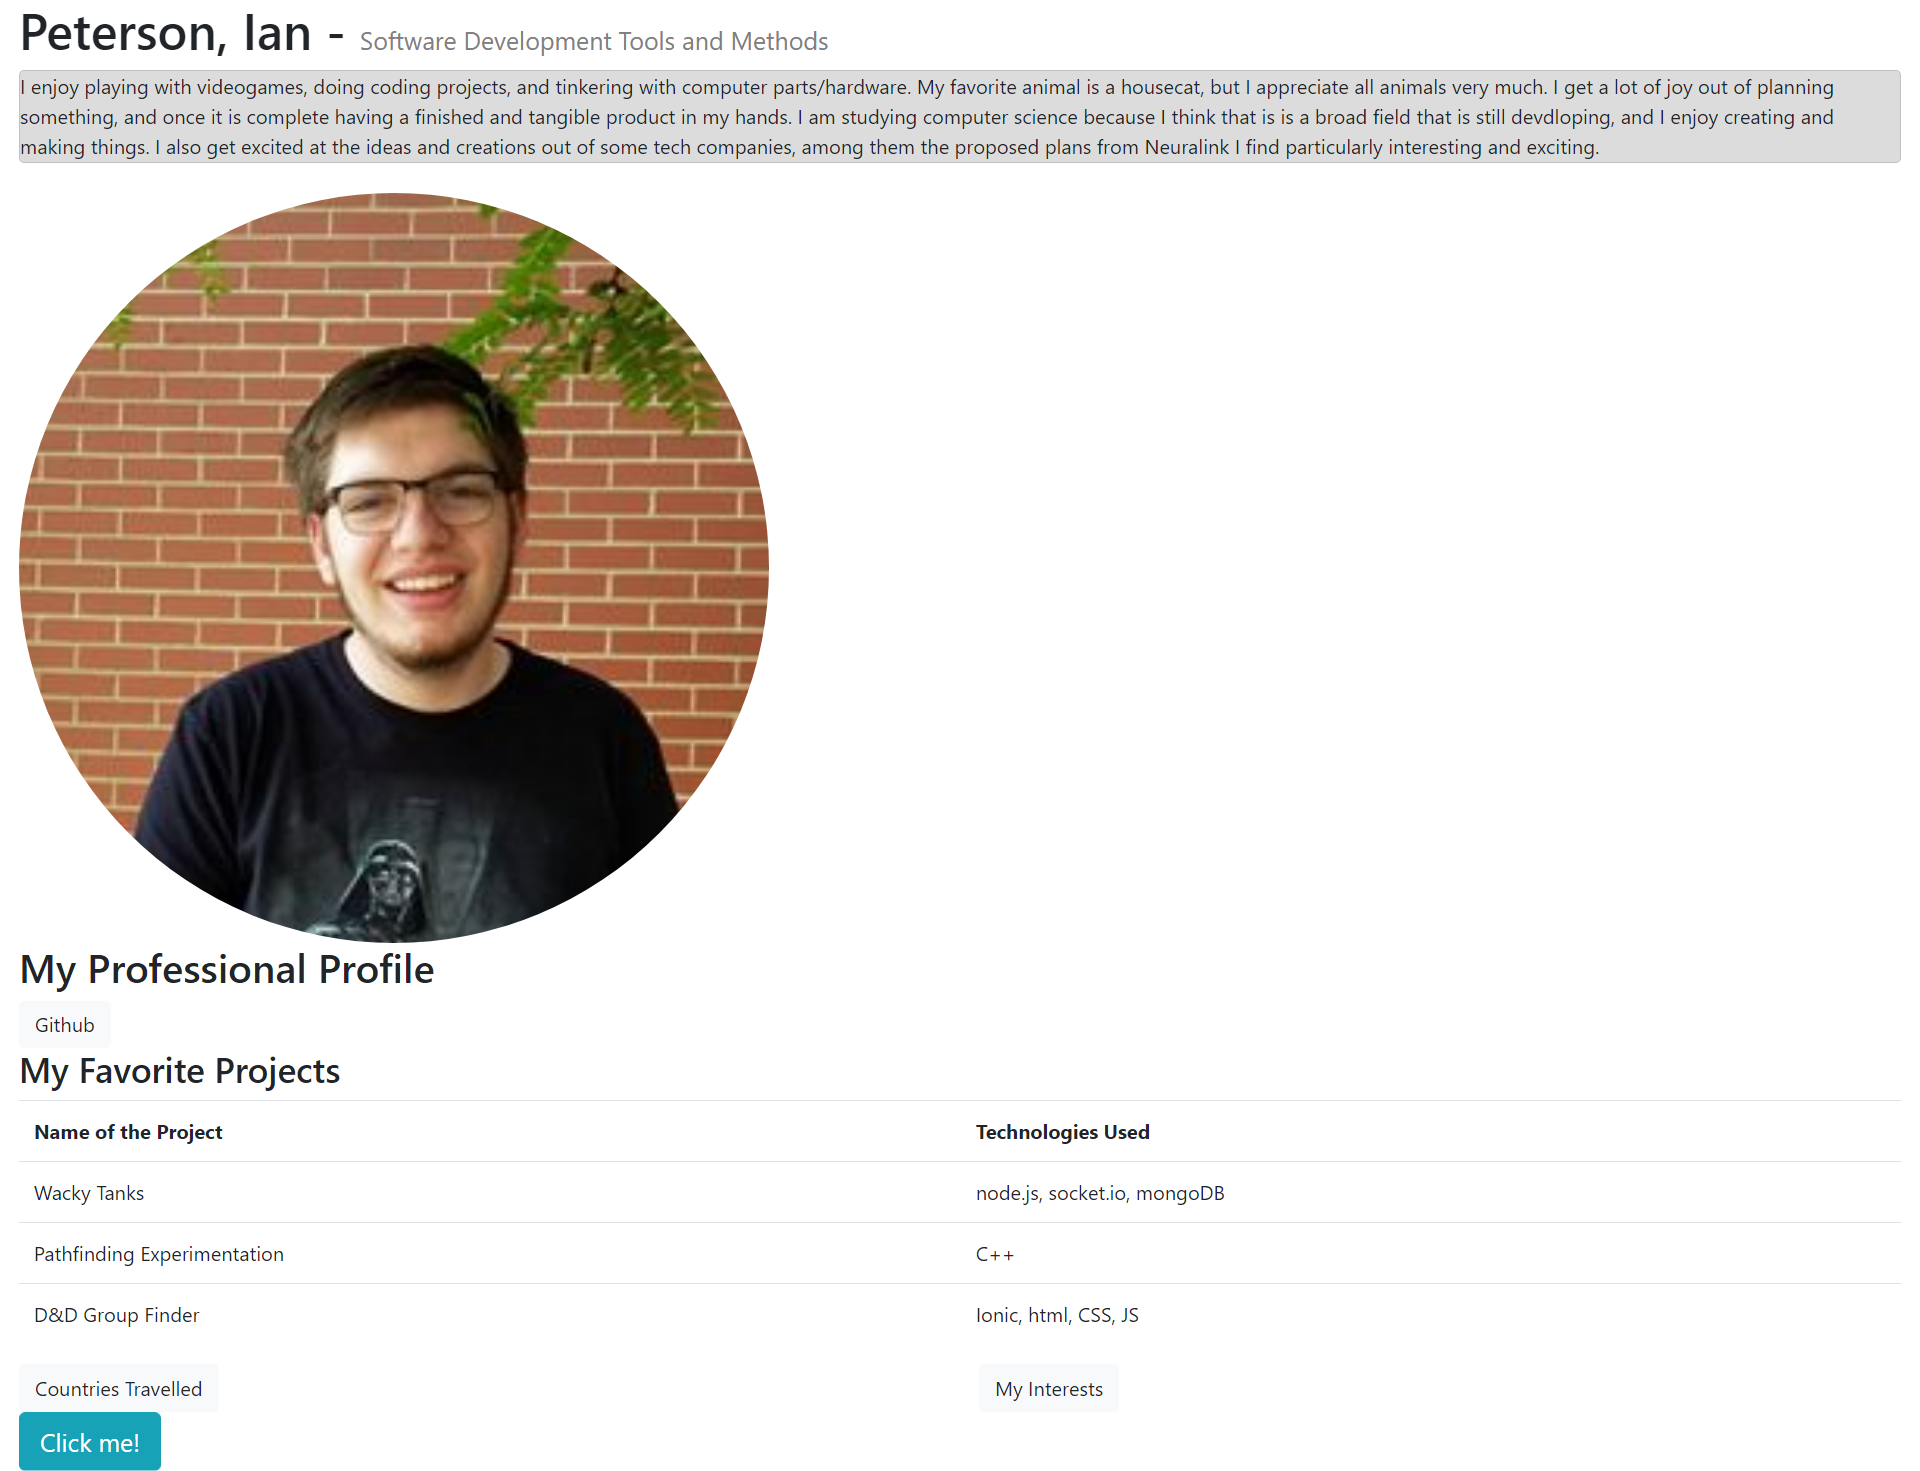 Peterson, Ian - Software Development Tools and Methods
I enjoy playing with videogames, doing coding projects, and tinkering with computer parts/hardware. My favorite animal is a housecat, but I appreciate all animals very much. I get a lot of joy out of planning
something, and once it is complete having a finished and tangible product in my hands. I am studying computer science because I think that is is a broad field that is still devdloping, and I enjoy creating and
making things. I also get excited at the ideas and creations out of some tech companies, among them the proposed plans from Neuralink I find particularly interesting and exciting.
My Professional Profile
Github
My Favorite Projects
Name of the Project Technologies Used
Wacky Tanks node.js, socket.io, mongoDB
Pathfinding Experimentation C++
D&D Group Finder Ionic, html, CSS, JS
Countries Travelled My Interests
Click me!